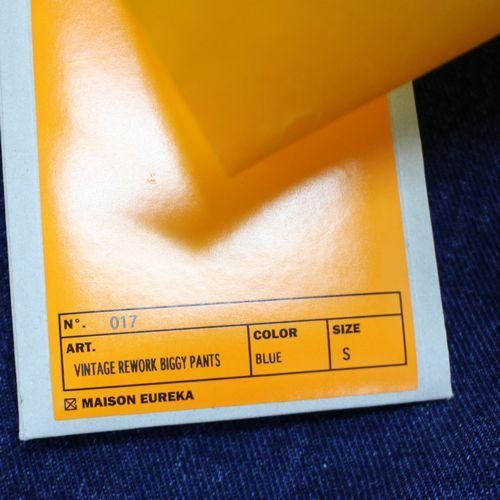 N°. 017
ART.
VINTAGE REWORK BIGGY PANTS
COLOR
BLUE
SIZE
S
MAISON EUREKA